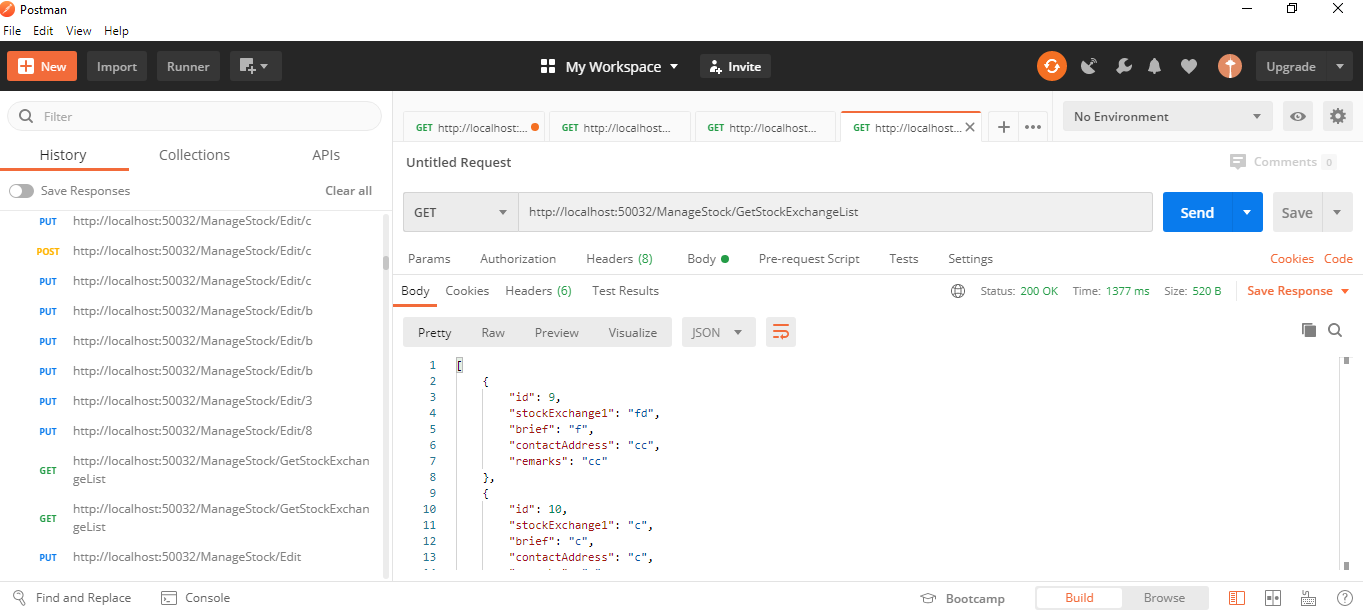 Postman
File Edit View Help
New Import Runner My Workspace Invite Upgrade
Filter
History Collections APIs
Save Responses Clear all
PUT http://localhost:50032/ManageStock/Edit/c
POST http://localhost:50032/ManageStock/Edit/c
PUT http://localhost:50032/ManageStock/Edit/c
PUT http://localhost:50032/ManageStock/Edit/b
PUT http://localhost:50032/ManageStock/Edit/b
PUT http://localhost:50032/ManageStock/Edit/b
PUT http://localhost:50032/ManageStock/Edit/3
PUT http://localhost:50032/ManageStock/Edit/8
GET http://localhost:50032/ManageStock/GetStockExchan
geList
GET http://localhost:50032/ManageStock/GetStockExchan
geList
PUT http://localhost:50032/ManageStock/Edit
GET http://localhost:... GET http://localhost... GET http://localhost... GET http://localhost... No Environment
Untitled Request Comments 0
GET http://localhost:50032/ManageStock/GetStockExchangeList Send Save
Params Authorization Headers (8) Body Pre-request Script Tests Settings Cookies Code
Body Cookies Headers (6) Test Results Status: 200 OK Time: 1377 ms Size: 520 B Save Response
Pretty Raw Preview Visualize JSON
1 [
2 {
3 "id": 9,
4 "stockExchange1": "fd",
5 "brief": "f",
6 "contactAddress": "cc",
7 "remarks": "cc"
8 },
9 {
10 "id": 10,
11 "stockExchange1": "c",
12 "brief": "c",
13 "contactAddress": "c",
Find and Replace Console Bootcamp Build Browse